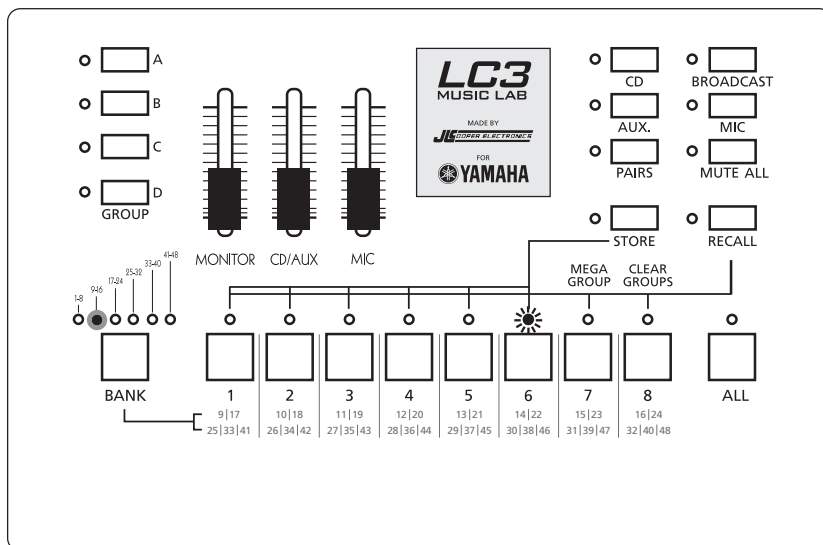 A
B
C
D
GROUP
MONITOR
CD/AUX
MIC
LC3
MUSIC LAB
MADE BY
JLCOOPER ELECTRONICS
FOR
YAMAHA
CD
BROADCAST
AUX.
MIC
PAIRS
MUTE ALL
STORE
RECALL
MEGA
GROUP
CLEAR
GROUPS
1-8
9-16
17-24
25-32
33-40
41-48
BANK
1
2
3
4
5
6
7
8
ALL
9|17
10|18
11|19
12|20
13|21
14|22
15|23
16|24
25|33|41
26|34|42
27|35|43
28|36|44
29|37|45
30|38|46
31|39|47
32|40|48